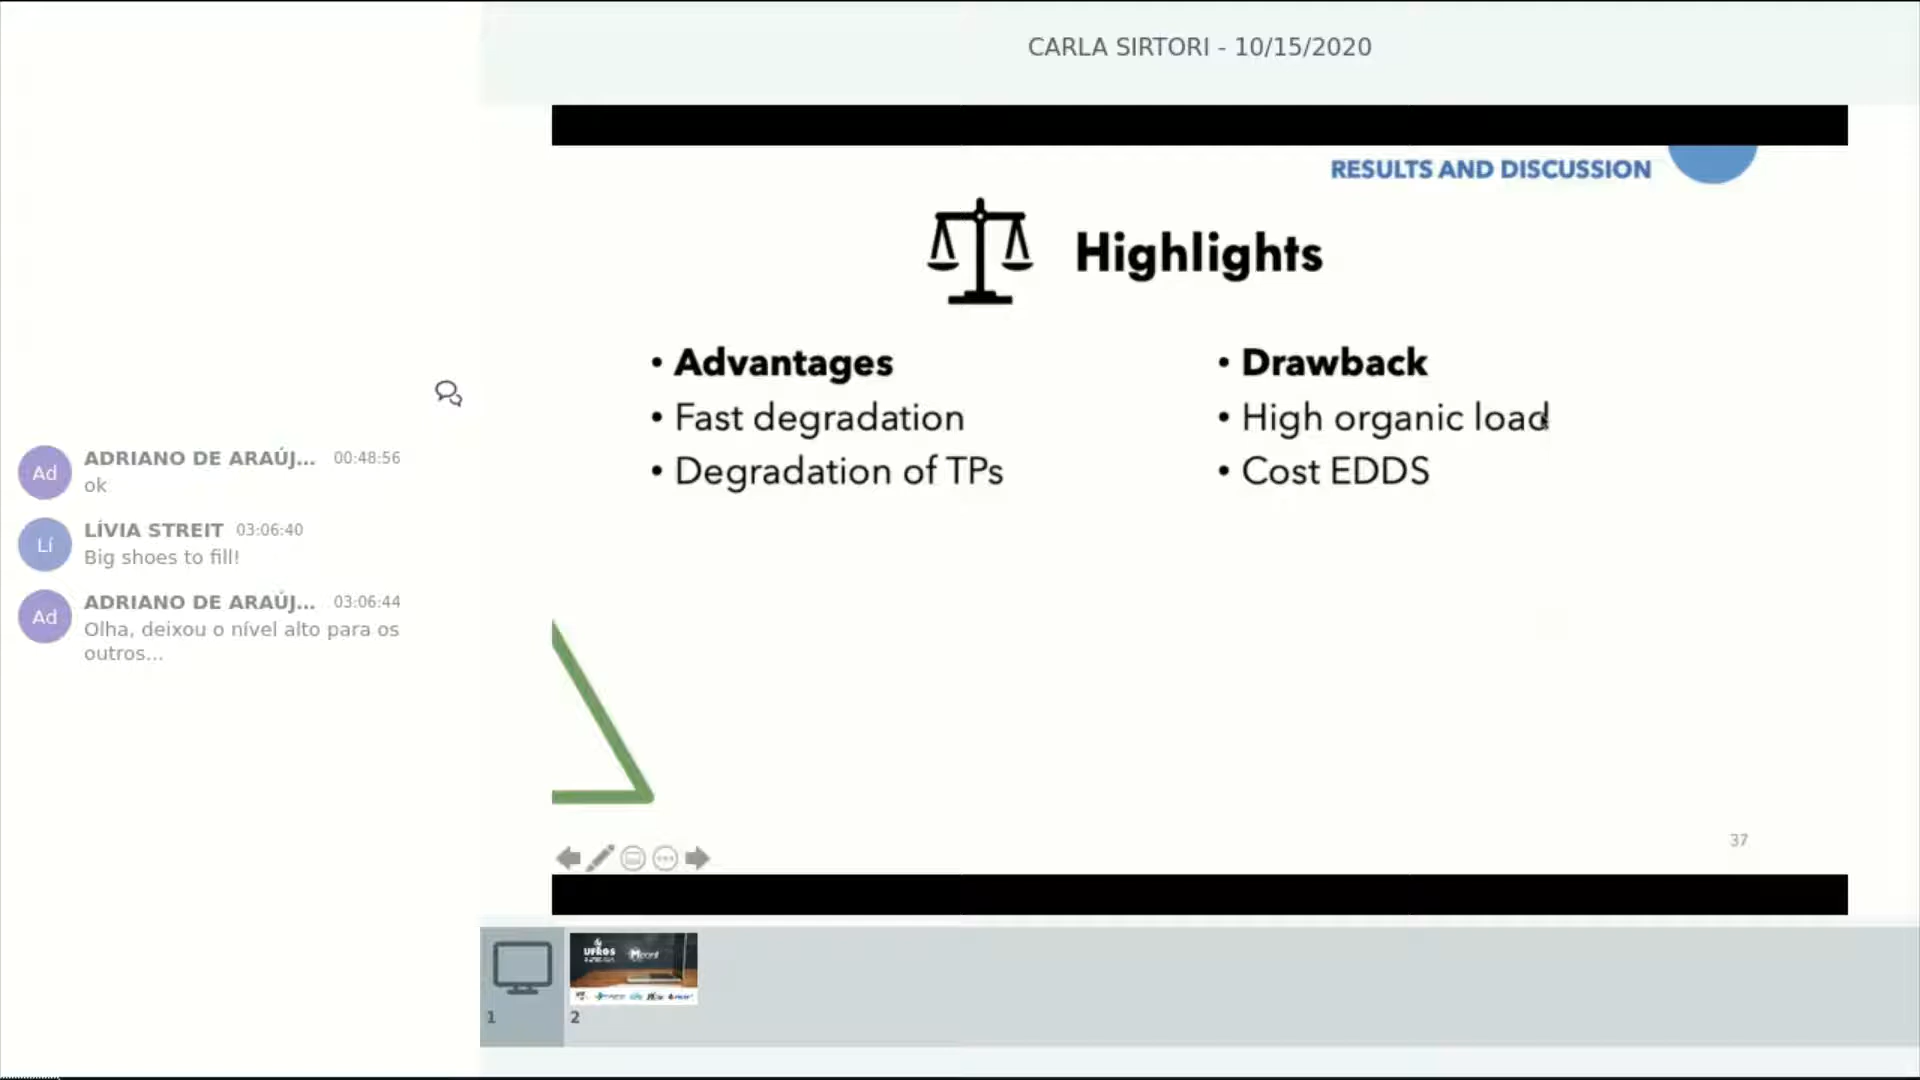 CARLA SIRTORI - 10/15/2020
RESULTS AND DISCUSSION
Highlights
• Advantages
• Fast degradation
• Degradation of TPs
• Drawback
• High organic load
• Cost EDDS
37
Ad
ADRIANO DE ARAÚJ... 00:48:56
ok
Lí
LÍVIA STREIT 03:06:40
Big shoes to fill!
Ad
ADRIANO DE ARAÚJ... 03:06:44
Olha, deixou o nível alto para os
outros...
UFRGS
Mconf
1
2